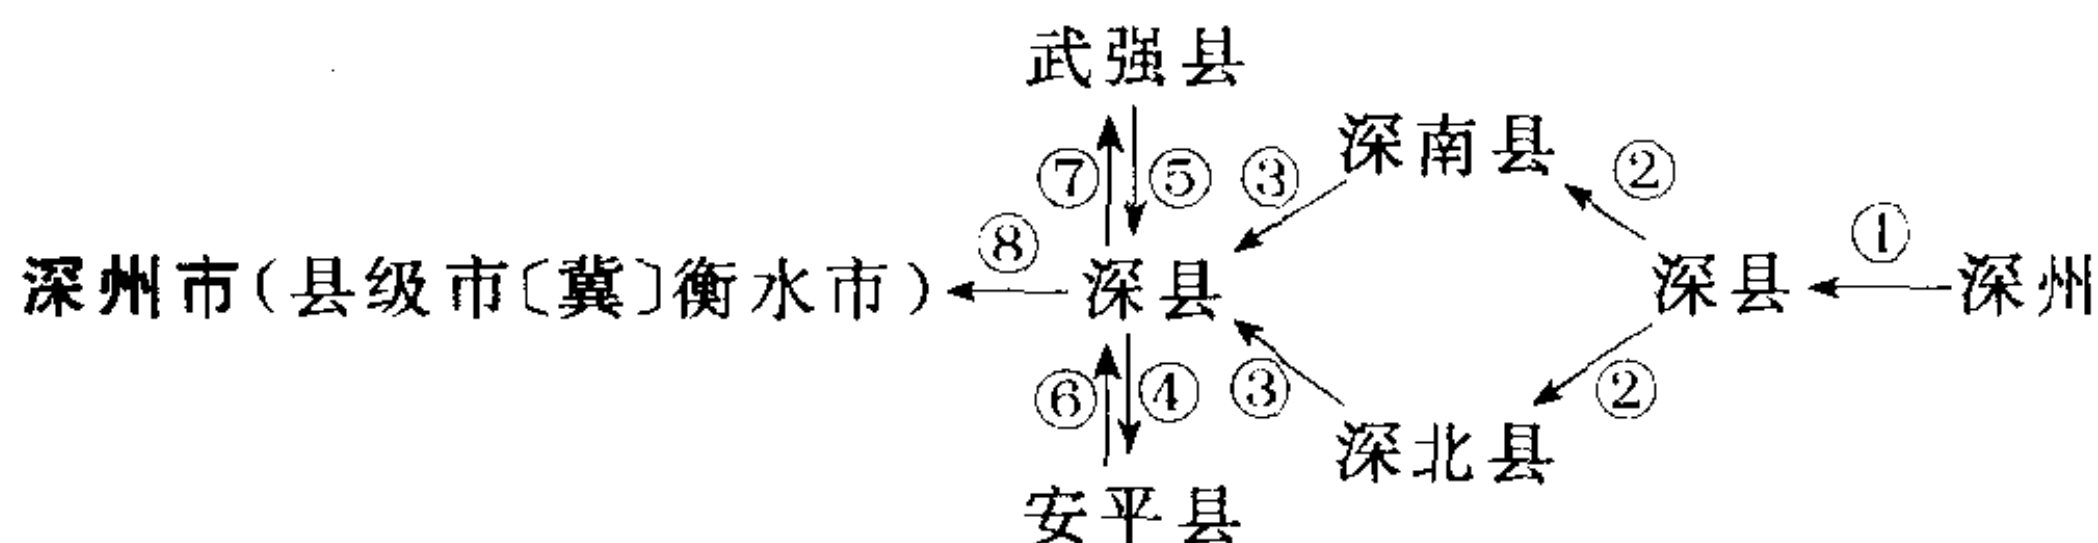 武强县
深南县
②
⑦ ⑤ ③
①
⑧
深州市(县级市〔冀〕衡水市) 深县 深县 深州
⑥ ④ ③ ②
深北县
安平县